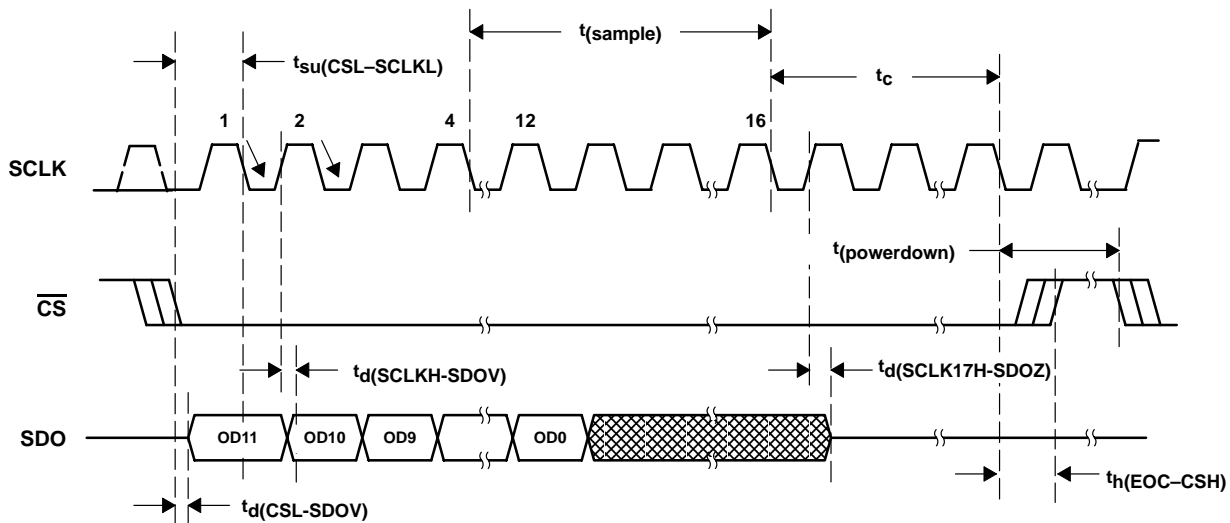 t(sample)
tsu(CSL–SCLKL)
tc
1 2 4 12 16
SCLK
t(powerdown)
CS
td(SCLKH-SDOV)
td(SCLK17H-SDOZ)
SDO
OD11 OD10 OD9 OD0
th(EOC–CSH)
td(CSL-SDOV)